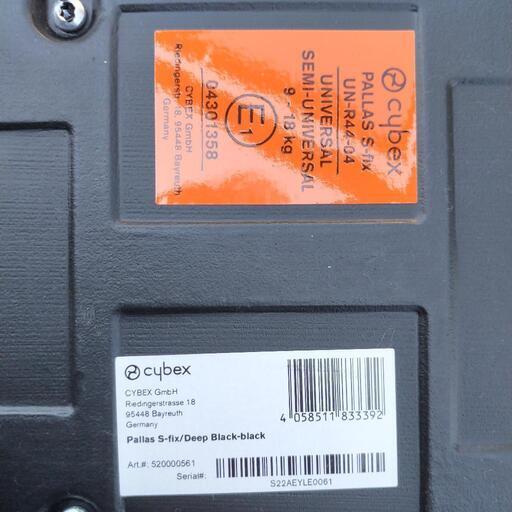 cybex
PALLAS S-fix
UN-R44-04
UNIVERSAL
SEMI-UNIVERSAL
9 - 18 kg
E1
04301358
CYBEX GmbH
Riedingerstr. 18, 95448 Bayreuth
Germany
cybex
CYBEX GmbH
Riedingerstrasse 18
95448 Bayreuth
Germany
4 058511 833392
Pallas S-fix/Deep Black-black
Art.#: 520000561
Serial#:
S22AEYLE0061